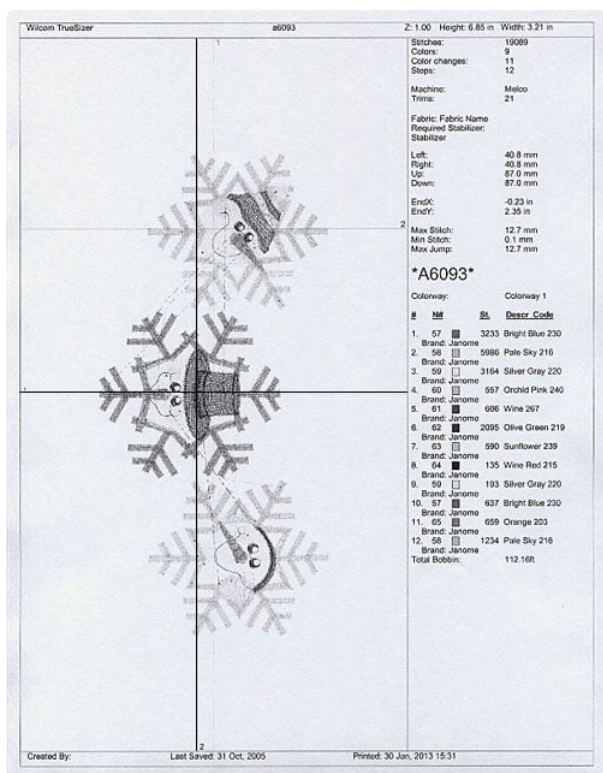 Wilcom TrueSizer a6093 Z: 1.00 Height: 6.85 in Width: 3.21 in
1
Stitches: 19089
Colors: 9
Color changes: 11
Stops: 12
Machine: Melco
Trims: 21
Fabric: Fabric Name
Required Stabilizer:
Stabilizer
Left: 40.8 mm
Right: 40.8 mm
Up: 87.0 mm
Down: 87.0 mm
EndX: -0.23 in
EndY: 2.35 in
2
Max Stitch: 12.7 mm
Min Stitch: 0.1 mm
Max Jump: 12.7 mm
*A6093*
Colorway: Colorway 1
# N# St. Descr Code
1. 57 3233 Bright Blue 230
Brand: Janome
2. 58 5986 Pale Sky 216
Brand: Janome
3. 59 3164 Silver Gray 220
Brand: Janome
4. 60 557 Orchid Pink 240
Brand: Janome
5. 61 606 Wine 267
Brand: Janome
6. 62 2095 Olive Green 219
Brand: Janome
7. 63 590 Sunflower 239
Brand: Janome
8. 64 135 Wine Red 215
Brand: Janome
9. 59 193 Silver Gray 220
Brand: Janome
10. 57 637 Bright Blue 230
Brand: Janome
11. 65 659 Orange 203
Brand: Janome
12. 58 1234 Pale Sky 216
Brand: Janome
Total Bobbin: 112.16ft
1
2
Created By: Last Saved: 31 Oct, 2005 Printed: 30 Jan, 2013 15:31